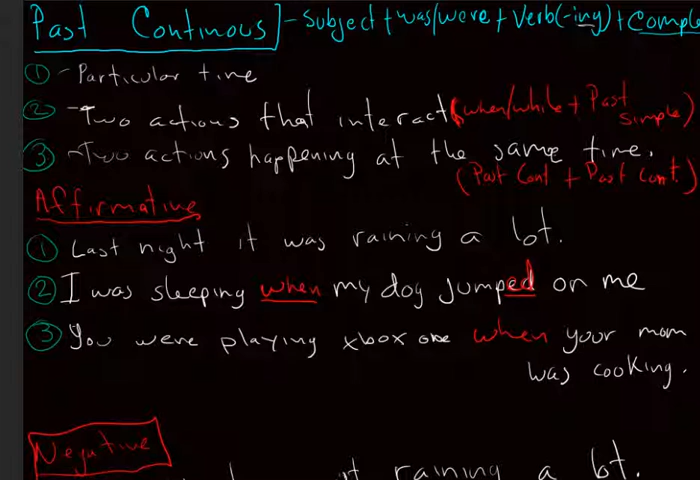 Past Continous - Subject + was/were + Verb(-ing) + Comple
① - Particular time
② - Two actions that interact (when/while + Past Simple)
③ - Two actions happening at the same time.
(Past Cont + Past cont.)
Affirmative
① Last night it was raining a lot.
② I was sleeping when my dog jumped on me
③ You were playing xbox one when your mom
was cooking.
Negative
it raining a lot.